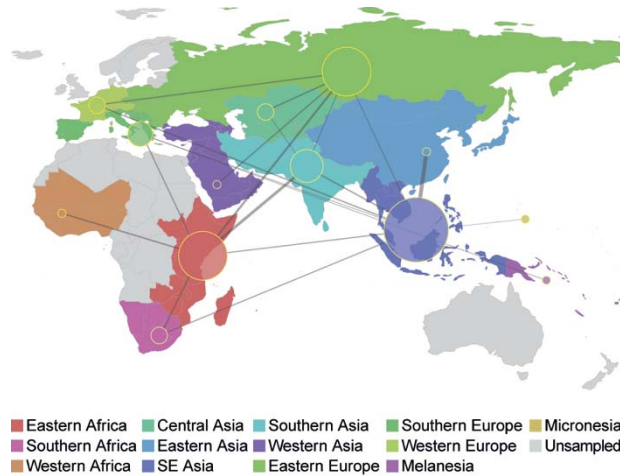 Eastern Africa Central Asia Southern Asia Southern Europe Micronesia
Southern Africa Eastern Asia Western Asia Western Europe Unsampled
Western Africa SE Asia Eastern Europe Melanesia